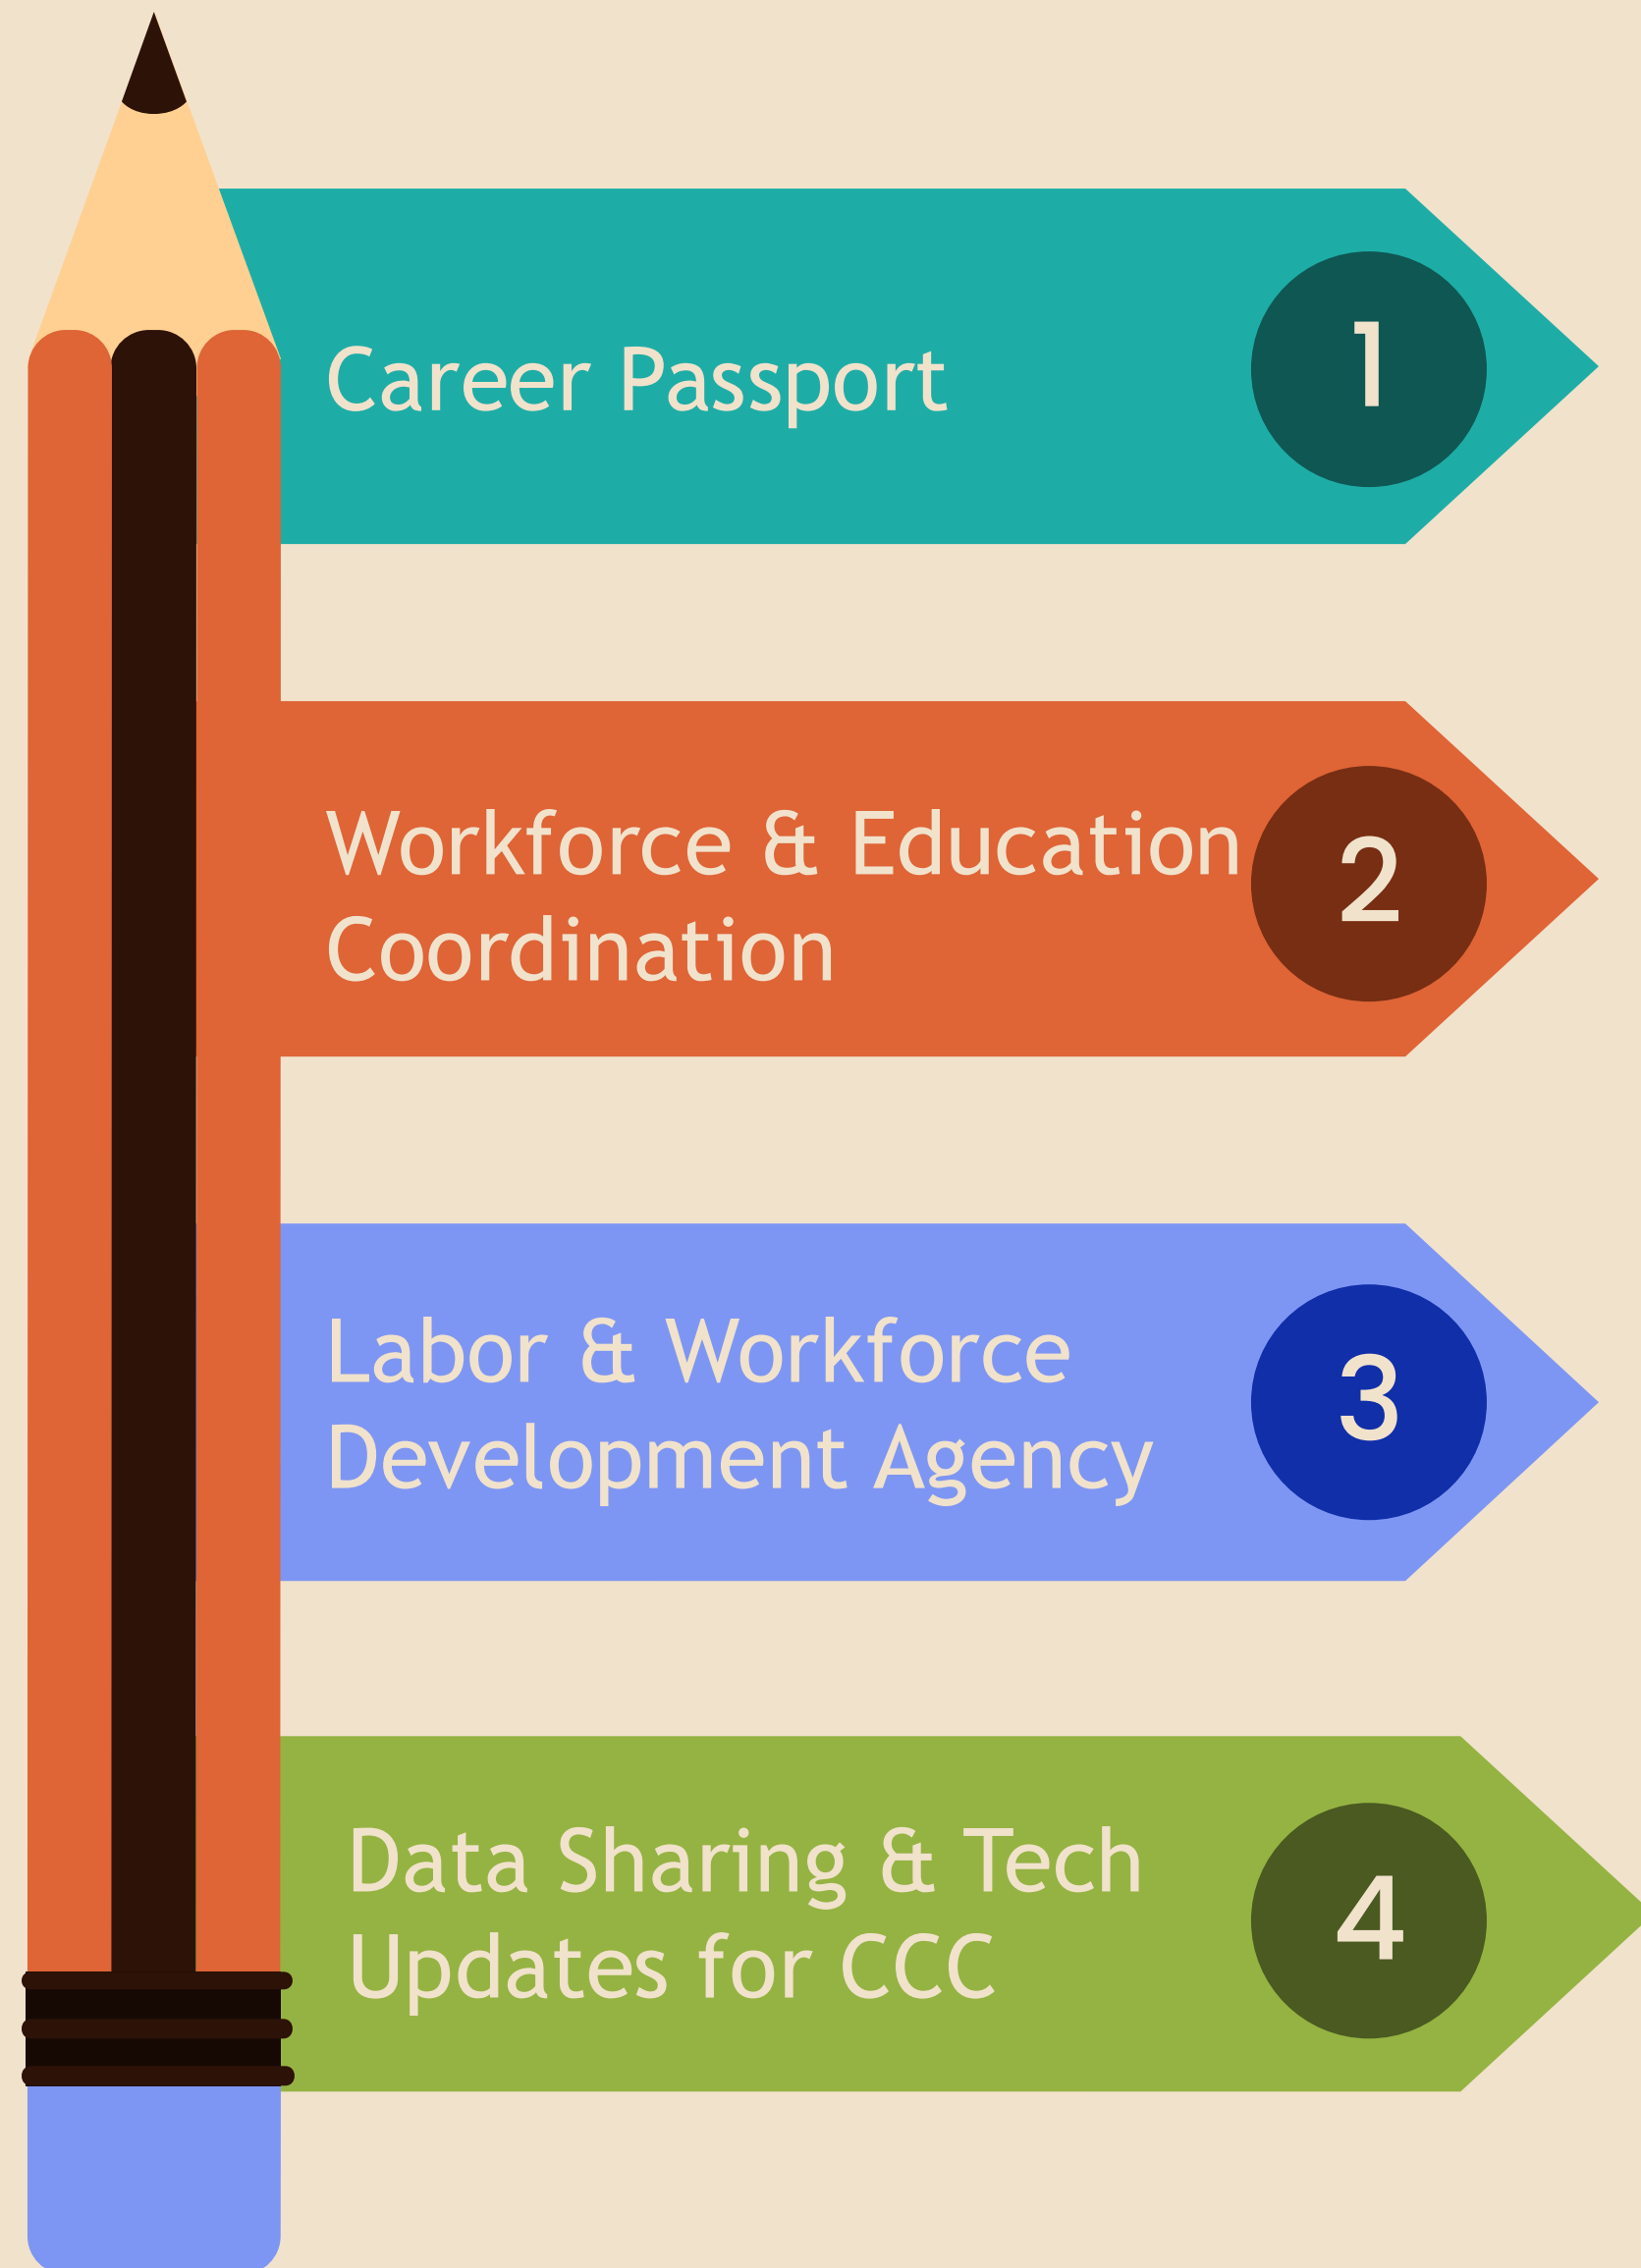 Career Passport
1
Workforce & Education
Coordination
2
Labor & Workforce
Development Agency
3
Data Sharing & Tech
Updates for CCC
4